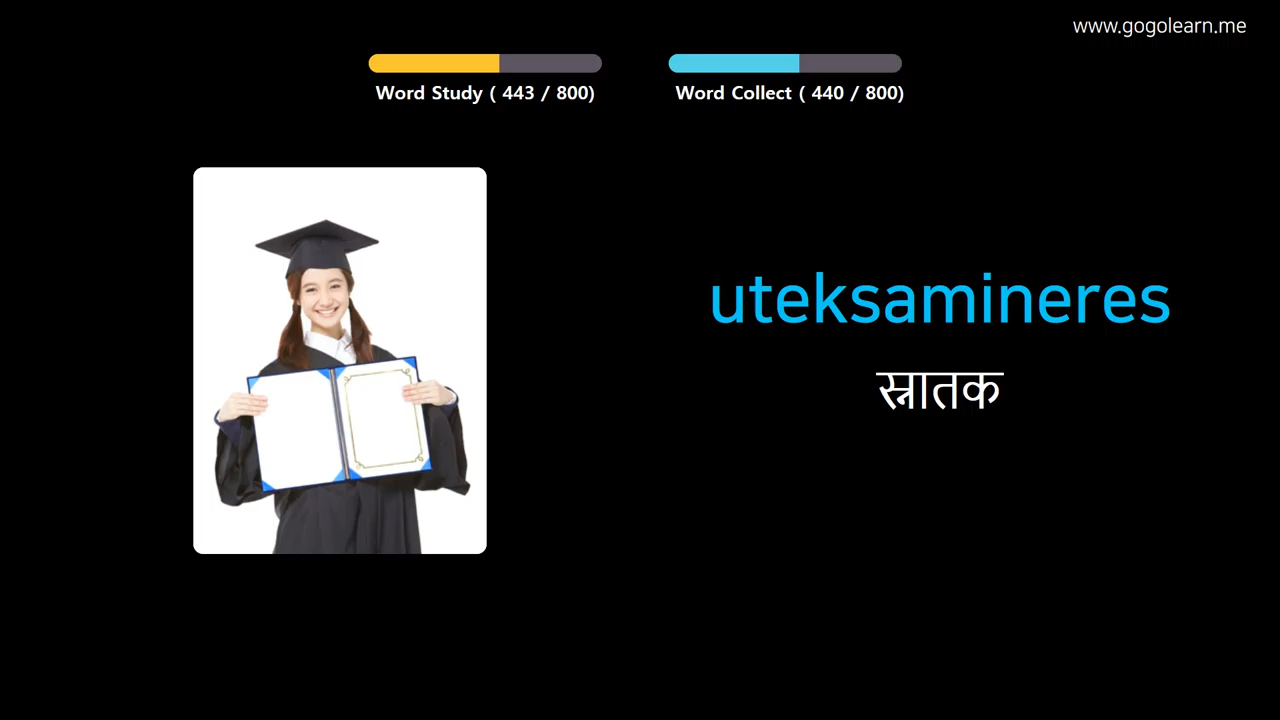 www.gogolearn.me
Word Study ( 443 / 800)
Word Collect ( 440 / 800)
uteksamineres
स्नातक